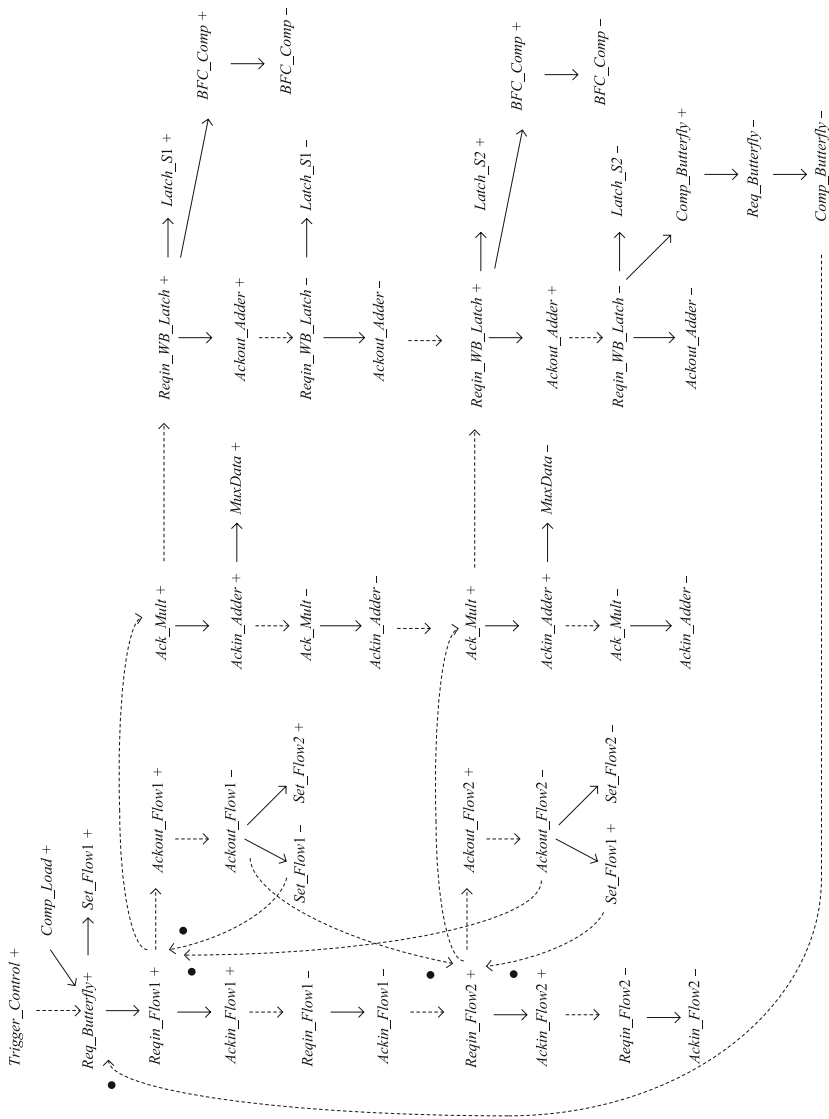 Trigger_Control +
Comp_Load +
Req_Butterfly+
Set_Flow1 +
Reqin_Flow1 +
Ackout_Flow1 +
Ack_Mult +
Reqin_WB_Latch +
Latch_S1 +
BFC_Comp +
Ackin_Flow1 +
Ackout_Flow1 −
Ackin_Adder +
MuxData +
Ackout_Adder +
BFC_Comp −
Reqin_Flow1 −
Set_Flow1 −
Set_Flow2 +
Ack_Mult −
Reqin_WB_Latch −
Latch_S1 −
Ackin_Flow1 −
Ackin_Adder −
Ackout_Adder −
Reqin_Flow2 +
Ackout_Flow2 +
Ack_Mult +
Reqin_WB_Latch +
Latch_S2 +
BFC_Comp +
Ackin_Flow2 +
Ackout_Flow2−
Ackin_Adder +
MuxData −
Ackout_Adder +
BFC_Comp −
Reqin_Flow2−
Set_Flow1 +
Set_Flow2−
Ack_Mult−
Reqin_WB_Latch −
Latch_S2 −
Comp_Butterfly +
Ackin_Flow2−
Ackin_Adder−
Ackout_Adder−
Req_Butterfly−
Comp_Butterfly−